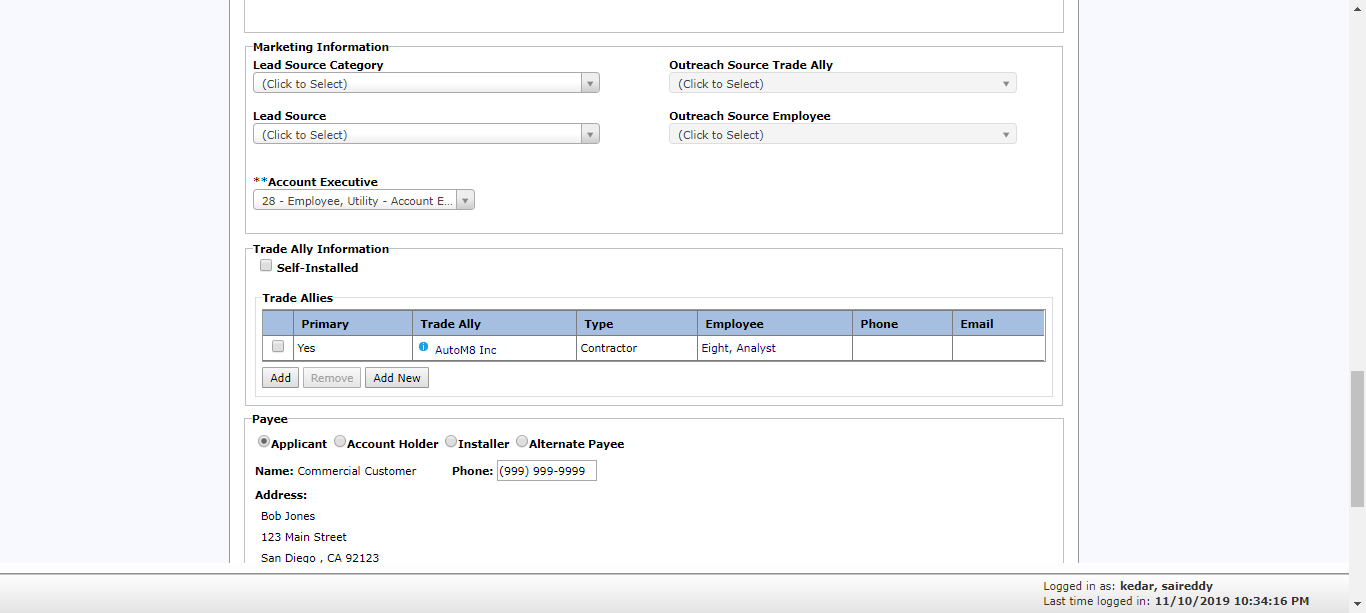 Marketing Information
Lead Source Category
Outreach Source Trade Ally
(Click to Select)
(Click to Select)
Lead Source
Outreach Source Employee
(Click to Select)
(Click to Select)
**Account Executive
28 - Employee, Utility - Account E...
Trade Ally Information
Self-Installed
Trade Allies
Primary Trade Ally Type Employee Phone Email
Yes AutoM8 Inc Contractor Eight, Analyst
Add Remove Add New
Payee
Applicant Account Holder Installer Alternate Payee
Name: Commercial Customer Phone: (999) 999-9999
Address:
Bob Jones
123 Main Street
San Diego , CA 92123
Logged in as: kedar, saireddy
Last time logged in: 11/10/2019 10:34:16 PM